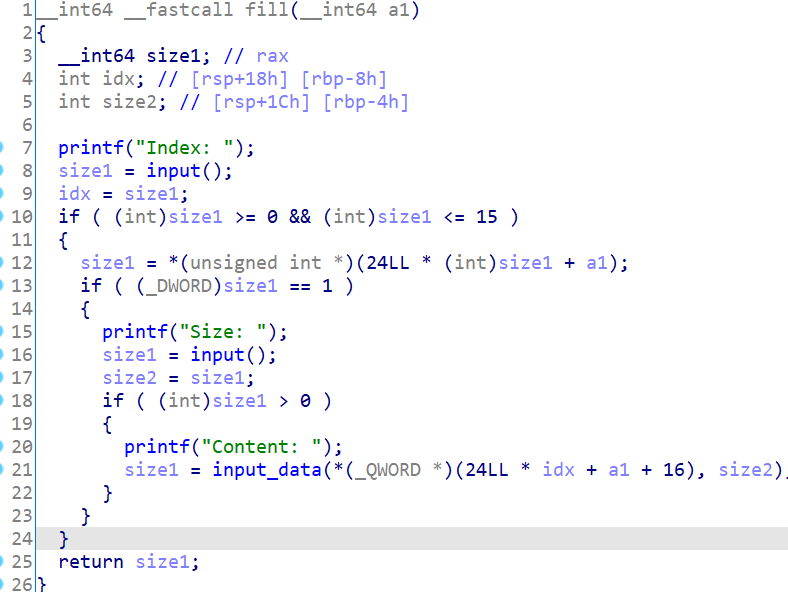 1 __int64 __fastcall fill(__int64 a1)
2 {
3   __int64 size1; // rax
4   int idx; // [rsp+18h] [rbp-8h]
5   int size2; // [rsp+1Ch] [rbp-4h]
6
7   printf("Index: ");
8   size1 = input();
9   idx = size1;
10   if ( (int)size1 >= 0 && (int)size1 <= 15 )
11   {
12     size1 = *(unsigned int *)(24LL * (int)size1 + a1);
13     if ( (_DWORD)size1 == 1 )
14     {
15       printf("Size: ");
16       size1 = input();
17       size2 = size1;
18       if ( (int)size1 > 0 )
19       {
20         printf("Content: ");
21         size1 = input_data(*(_QWORD *)(24LL * idx + a1 + 16), size2);
22       }
23     }
24   }
25   return size1;
26 }